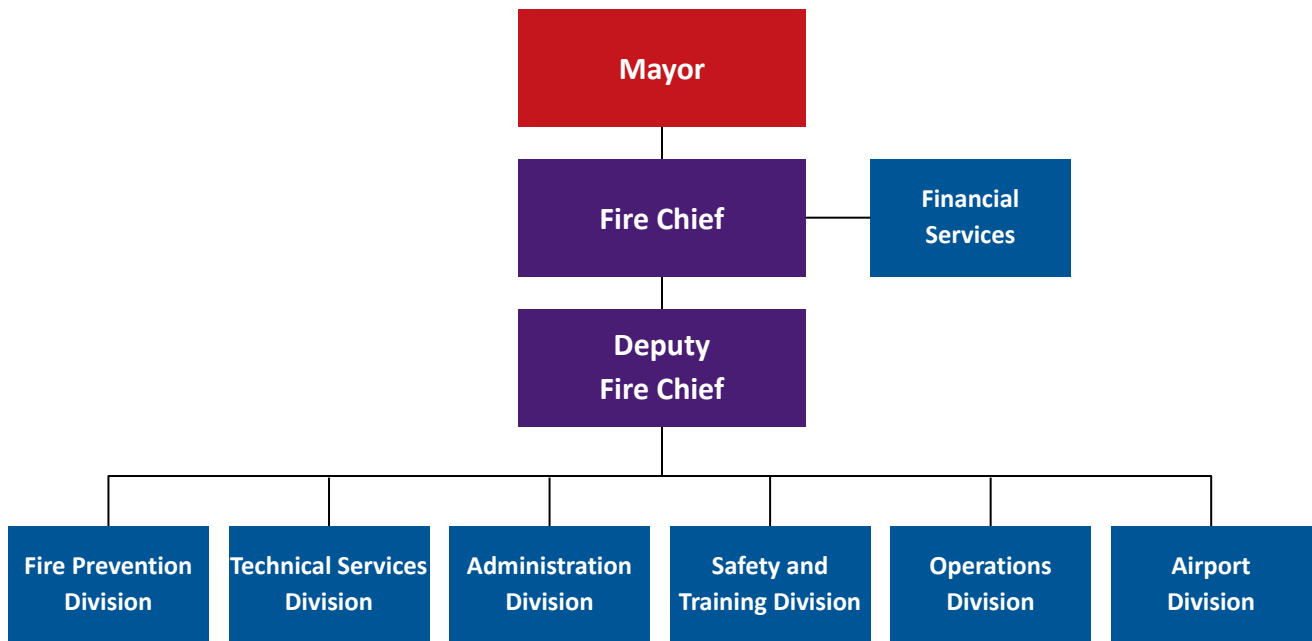 Mayor
Fire Chief
Financial
Services
Deputy
Fire Chief
Fire Prevention
Division
Technical Services
Division
Administration
Division
Safety and
Training Division
Operations
Division
Airport
Division